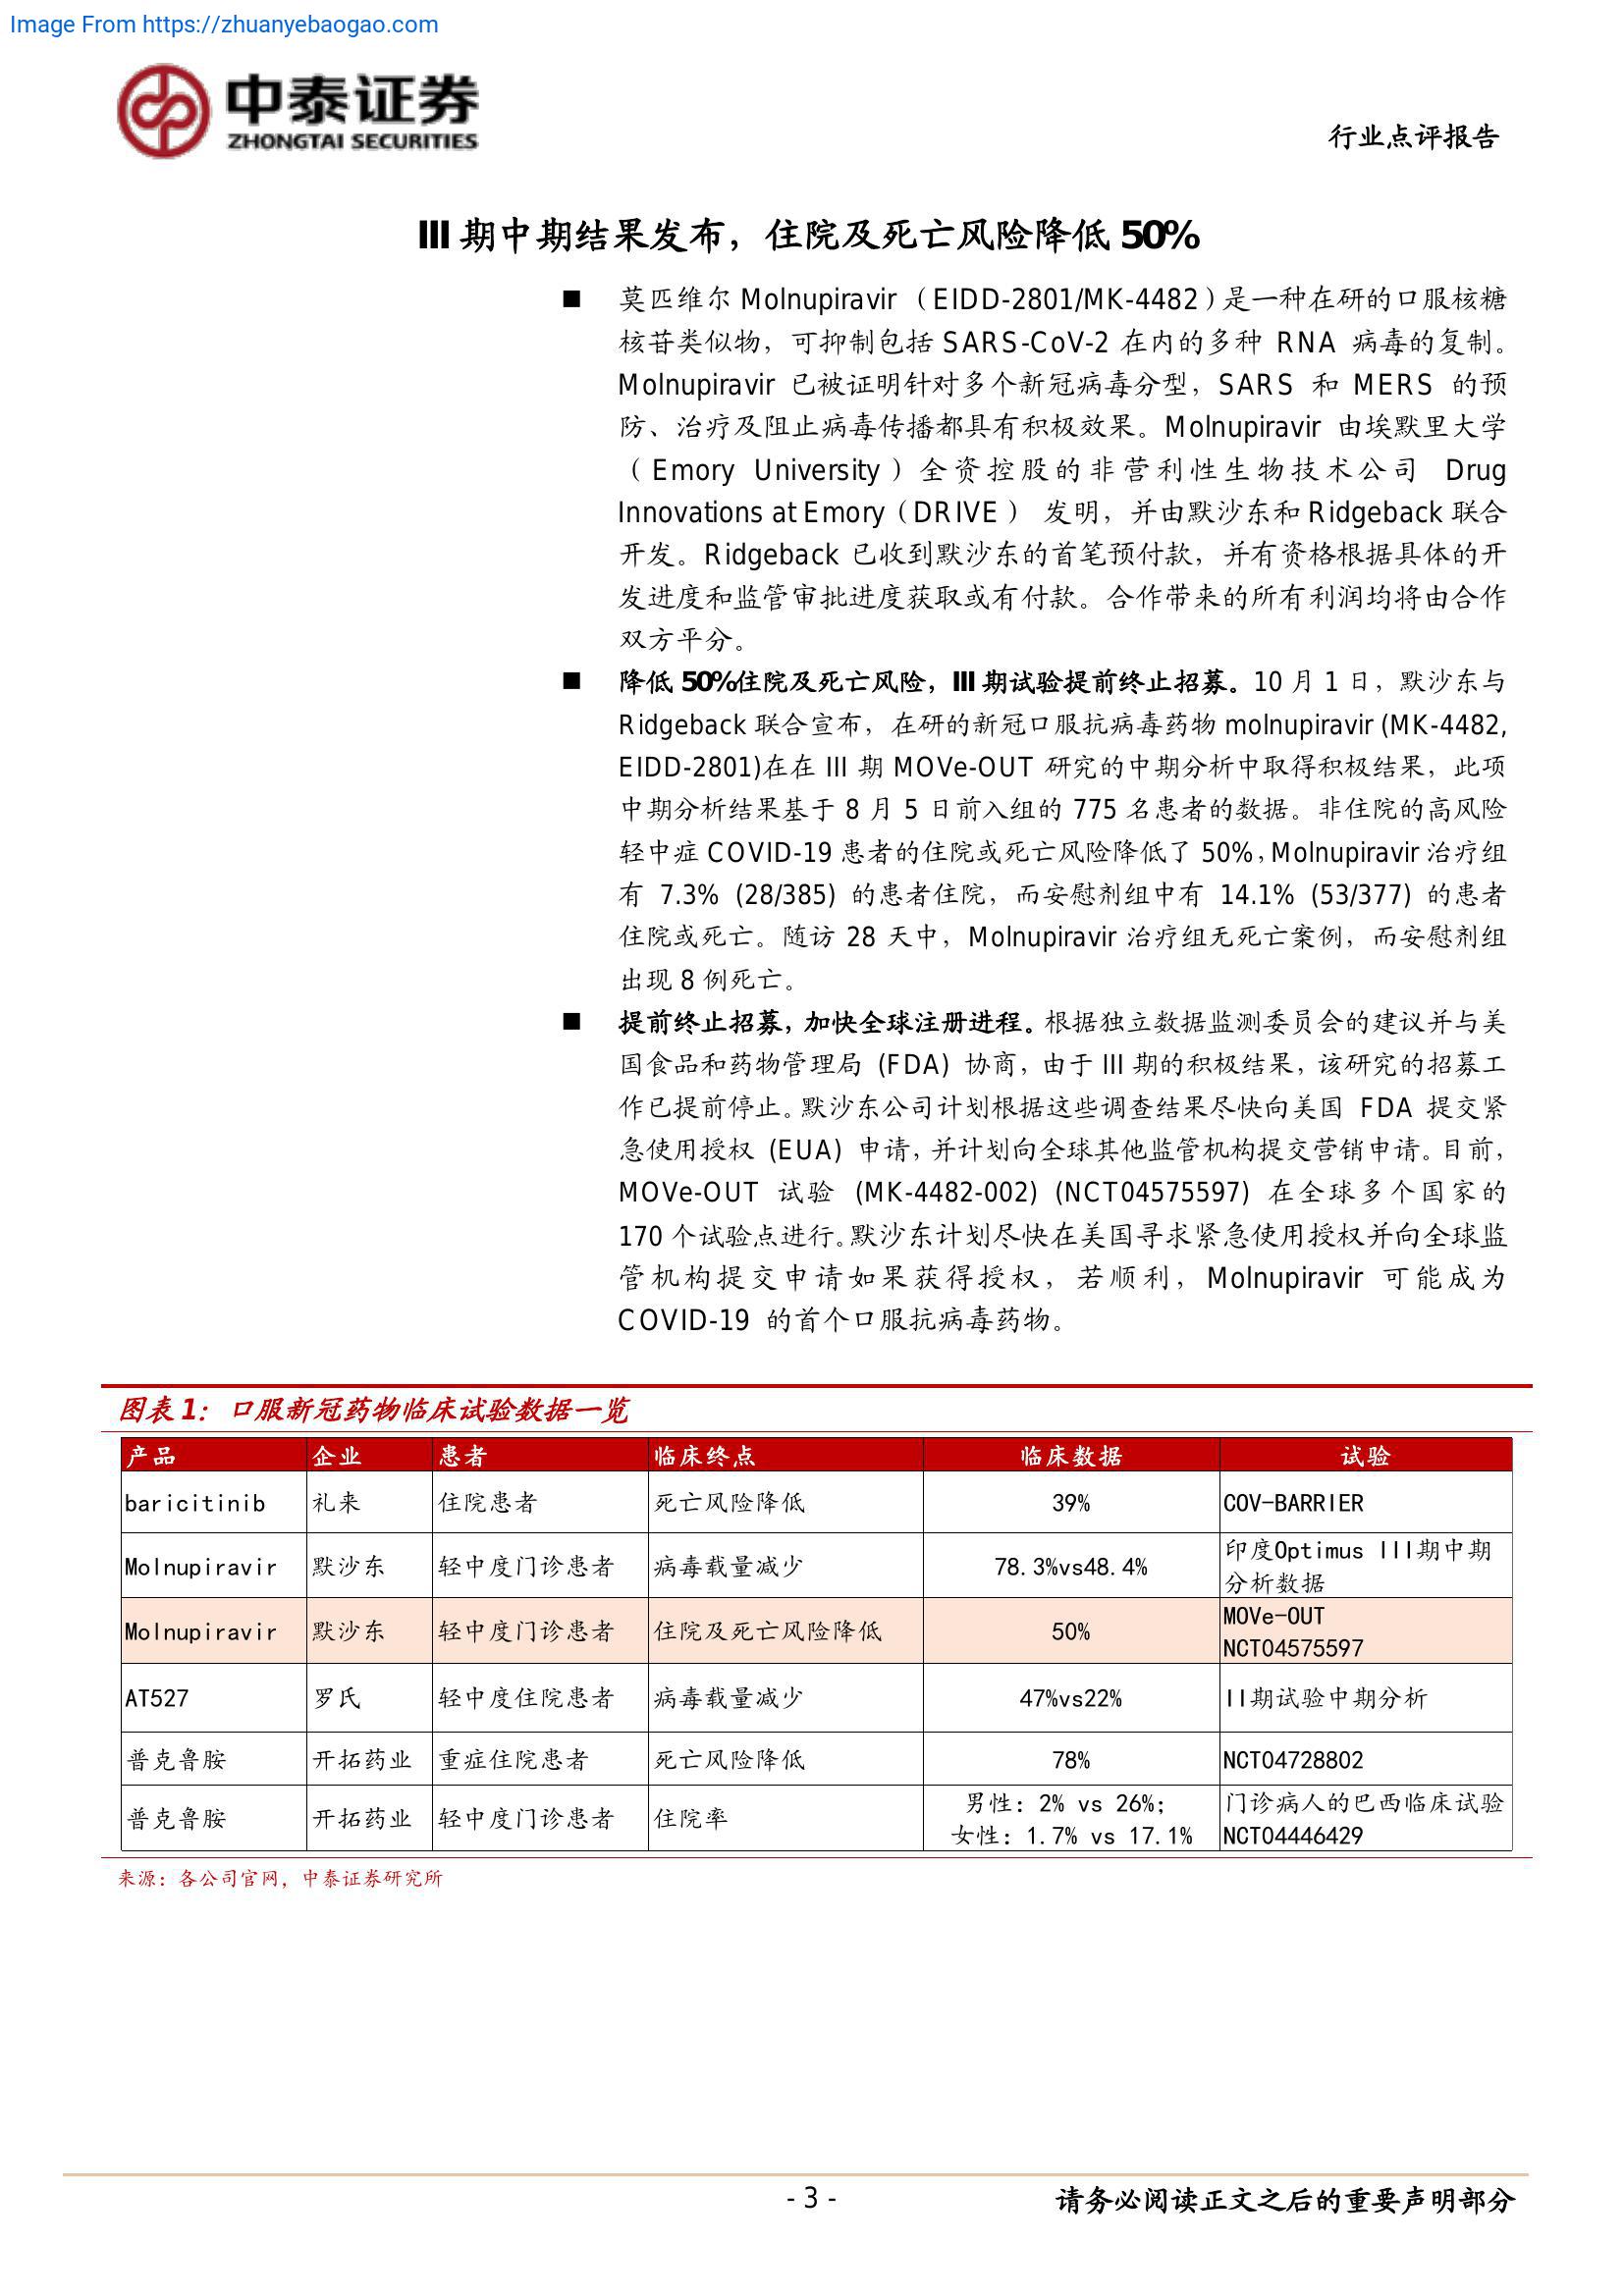 Image From https://zhuanyebaogao.com
中泰证券
ZHONGTAI SECURITIES
行业点评报告
III 期中期结果发布，住院及死亡风险降低 50%
■ 莫匹维尔 Molnupiravir （EIDD-2801/MK-4482）是一种在研的口服核糖
核苷类似物，可抑制包括 SARS-CoV-2 在内的多种 RNA 病毒的复制。
Molnupiravir 已被证明针对多个新冠病毒分型，SARS 和 MERS 的预
防、治疗及阻止病毒传播都具有积极效果。Molnupiravir 由埃默里大学
（Emory University）全资控股的非营利性生物技术公司 Drug
Innovations at Emory（DRIVE） 发明，并由默沙东和 Ridgeback 联合
开发。Ridgeback 已收到默沙东的首笔预付款，并有资格根据具体的开
发进度和监管审批进度获取或有付款。合作带来的所有利润均将由合作
双方平分。
■ 降低 50%住院及死亡风险，III 期试验提前终止招募。10 月 1 日，默沙东与
Ridgeback 联合宣布，在研的新冠口服抗病毒药物 molnupiravir (MK-4482,
EIDD-2801)在在 III 期 MOVe-OUT 研究的中期分析中取得积极结果，此项
中期分析结果基于 8 月 5 日前入组的 775 名患者的数据。非住院的高风险
轻中症 COVID-19 患者的住院或死亡风险降低了 50%，Molnupiravir 治疗组
有 7.3% (28/385) 的患者住院，而安慰剂组中有 14.1% (53/377) 的患者
住院或死亡。随访 28 天中，Molnupiravir 治疗组无死亡案例，而安慰剂组
出现 8 例死亡。
■ 提前终止招募，加快全球注册进程。根据独立数据监测委员会的建议并与美
国食品和药物管理局 (FDA) 协商，由于 III 期的积极结果，该研究的招募工
作已提前停止。默沙东公司计划根据这些调查结果尽快向美国 FDA 提交紧
急使用授权 (EUA) 申请，并计划向全球其他监管机构提交营销申请。目前，
MOVe-OUT 试验 (MK-4482-002) (NCT04575597) 在全球多个国家的
170 个试验点进行。默沙东计划尽快在美国寻求紧急使用授权并向全球监
管机构提交申请如果获得授权，若顺利，Molnupiravir 可能成为
COVID-19 的首个口服抗病毒药物。
图表 1：口服新冠药物临床试验数据一览
产品 企业 患者 临床终点 临床数据 试验
baricitinib 礼来 住院患者 死亡风险降低 39% COV-BARRIER
Molnupiravir 默沙东 轻中度门诊患者 病毒载量减少 78.3%vs48.4% 印度Optimus III期中期
分析数据
Molnupiravir 默沙东 轻中度门诊患者 住院及死亡风险降低 50% MOVe-OUT
NCT04575597
AT527 罗氏 轻中度住院患者 病毒载量减少 47%vs22% II期试验中期分析
普克鲁胺 开拓药业 重症住院患者 死亡风险降低 78% NCT04728802
普克鲁胺 开拓药业 轻中度门诊患者 住院率 男性：2% vs 26%； 门诊病人的巴西临床试验
女性：1.7% vs 17.1% NCT04446429
来源：各公司官网，中泰证券研究所
- 3 -
请务必阅读正文之后的重要声明部分